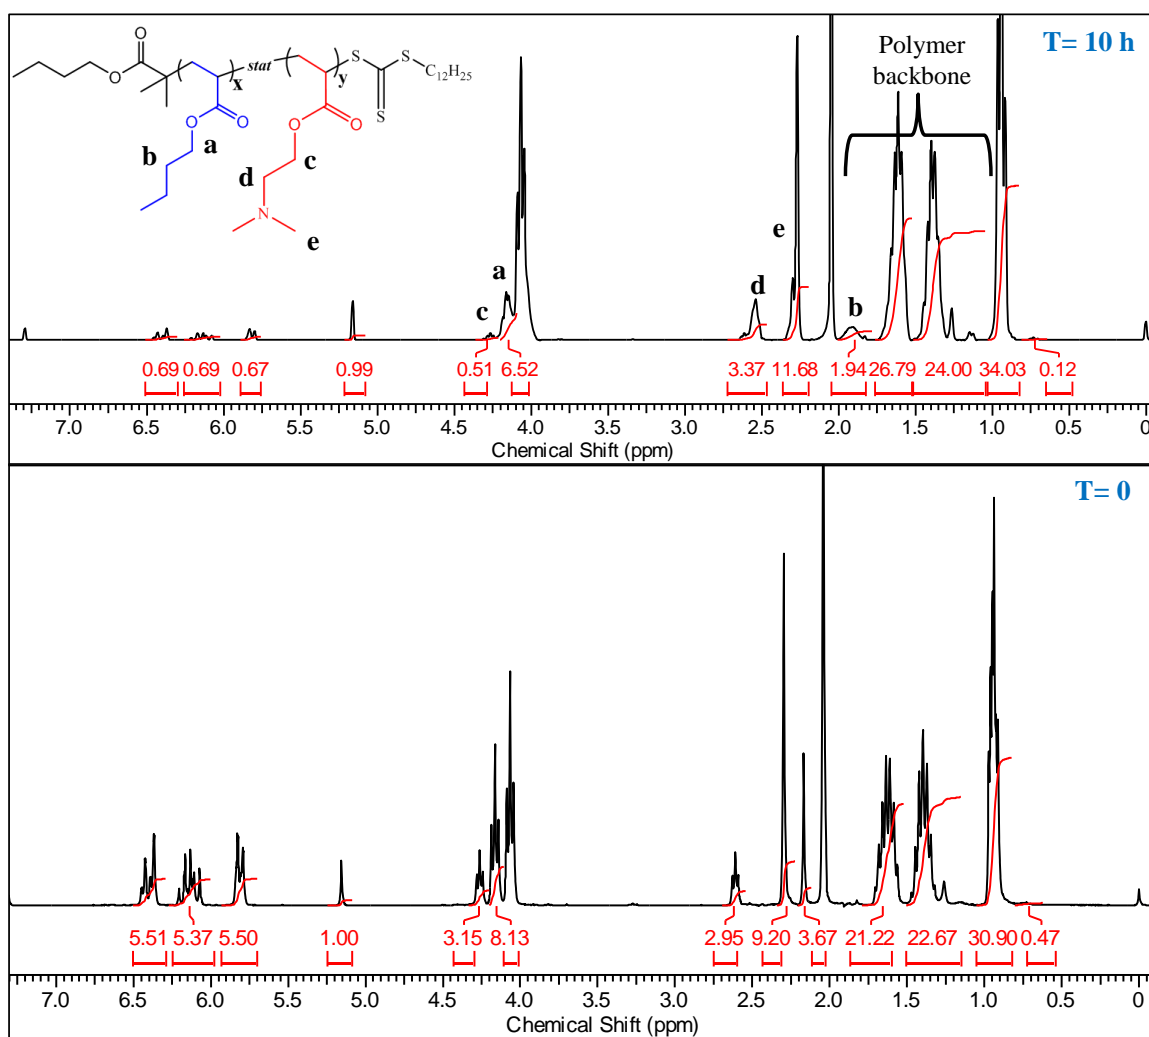 T= 10 h
Polymer
backbone
O
O
stat
x
y
S
S
C12H25
S
O
O
O
O
b
a
c
d
N
e
a
c
d
e
b
0.69
0.69
0.67
0.99
0.51
6.52
3.37
11.68
1.94
26.79
24.00
34.03
0.12
7.0
6.5
6.0
5.5
5.0
4.5
4.0
3.5
3.0
2.5
2.0
1.5
1.0
0.5
0
Chemical Shift (ppm)
T= 0
5.51
5.37
5.50
1.00
3.15
8.13
2.95
9.20
3.67
21.22
22.67
30.90
0.47
7.0
6.5
6.0
5.5
5.0
4.5
4.0
3.5
3.0
2.5
2.0
1.5
1.0
0.5
0
Chemical Shift (ppm)